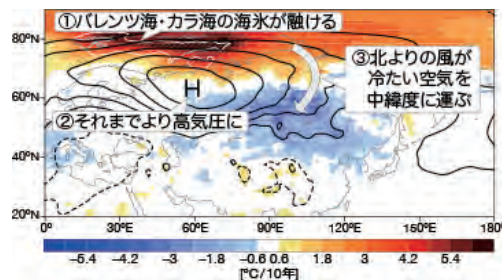 ①バレンツ海・カラ海の海氷が融ける
80°N
③北よりの風が
冷たい空気を
中緯度に運ぶ
H
60°N
②それまでより高気圧に
40°N
20°N
0°
30°E
60°E
90°E
120°E
150°E
180°
−5.4 −4.2 −3 −1.8 −0.6 0.6 1.8 3 4.2 5.4
[℃/10年]